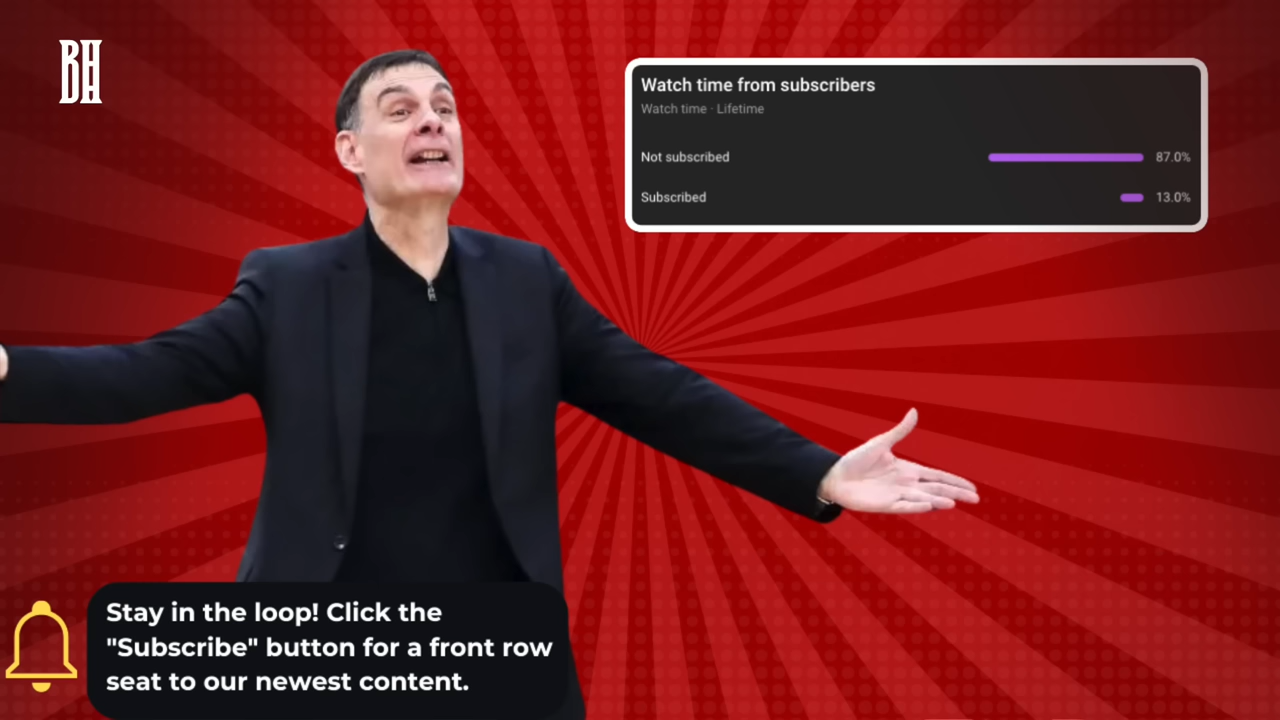 BH
Watch time from subscribers
Watch time · Lifetime
Not subscribed 87.0%
Subscribed 13.0%
Stay in the loop! Click the
"Subscribe" button for a front row
seat to our newest content.